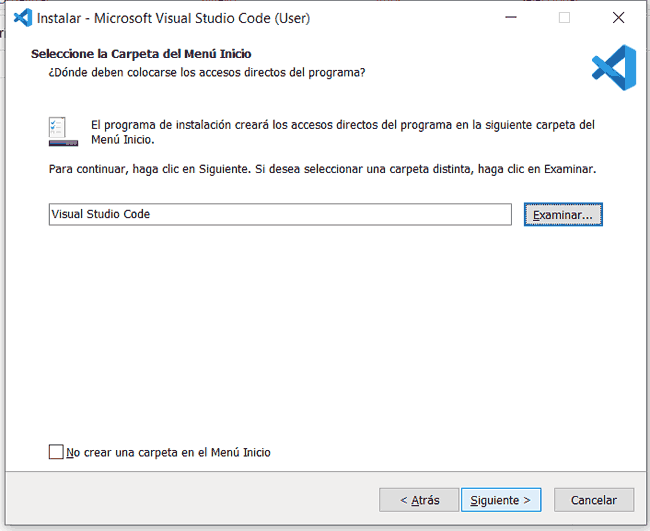 Instalar - Microsoft Visual Studio Code (User)
Seleccione la Carpeta del Menú Inicio
¿Dónde deben colocarse los accesos directos del programa?
El programa de instalación creará los accesos directos del programa en la siguiente carpeta del
Menú Inicio.
Para continuar, haga clic en Siguiente. Si desea seleccionar una carpeta distinta, haga clic en Examinar.
Visual Studio Code
Examinar...
No crear una carpeta en el Menú Inicio
< Atrás
Siguiente >
Cancelar